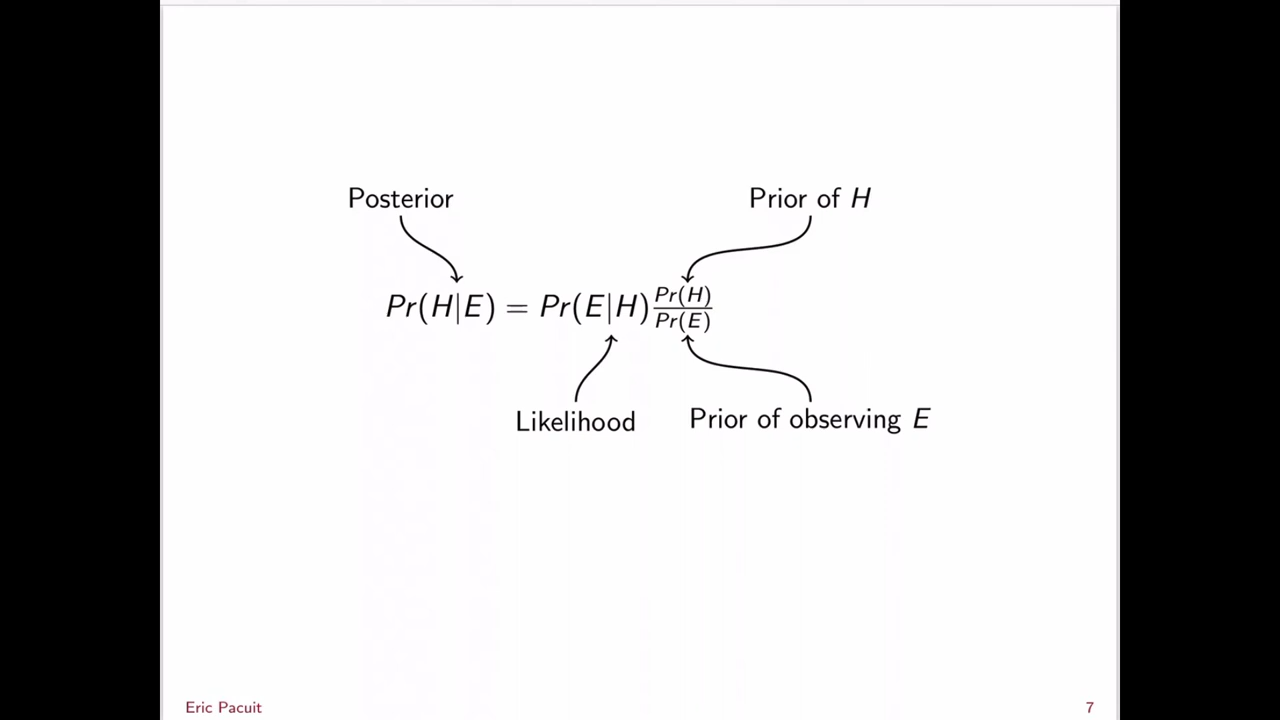 Posterior
Prior of H
Pr(H|E) = Pr(E|H) Pr(H)/Pr(E)
Likelihood
Prior of observing E
Eric Pacuit
7